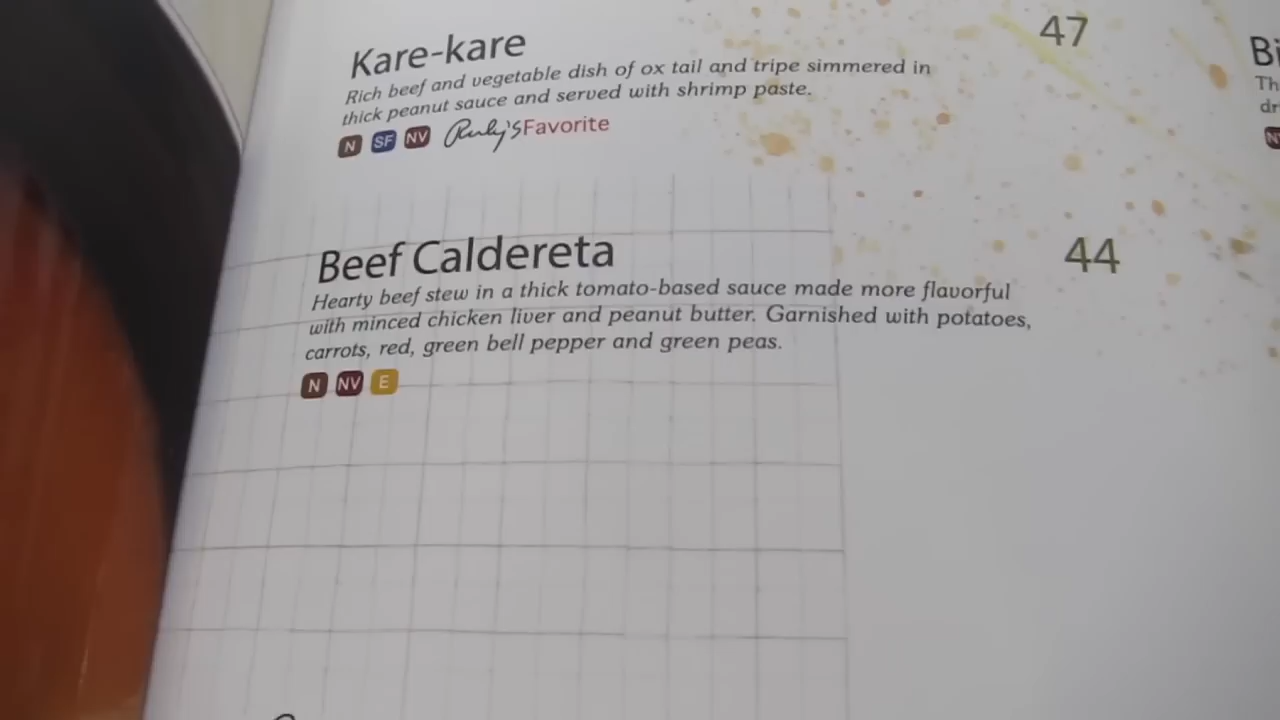 Kare-kare 47
Rich beef and vegetable dish of ox tail and tripe simmered in
thick peanut sauce and served with shrimp paste.
N SF NV Ruby's Favorite
Beef Caldereta 44
Hearty beef stew in a thick tomato-based sauce made more flavorful
with minced chicken liver and peanut butter. Garnished with potatoes,
carrots, red, green bell pepper and green peas.
N NV E